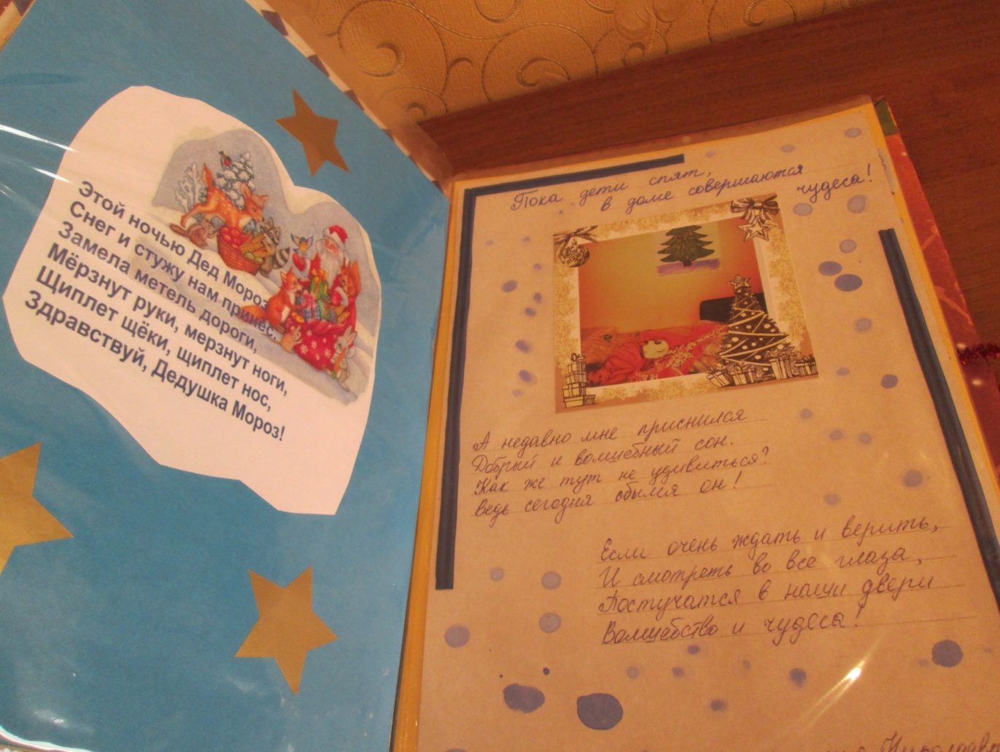 Этой ночью Дед Мороз
Снег и стужу нам принёс.
Замела метель дороги,
Мёрзнут руки, мерзнут ноги,
Щиплет щёки, щиплет нос,
Здравствуй, Дедушка Мороз!
Пока дети спят,
в доме совершаются
чудеса!
А недавно мне приснился
Добрый и волшебный сон.
Как же тут не удивиться?
Ведь сегодня сбылся он!
Если очень ждать и верить,
И смотреть во все глаза,
Постучатся в наши двери
Волшебство и чудеса!